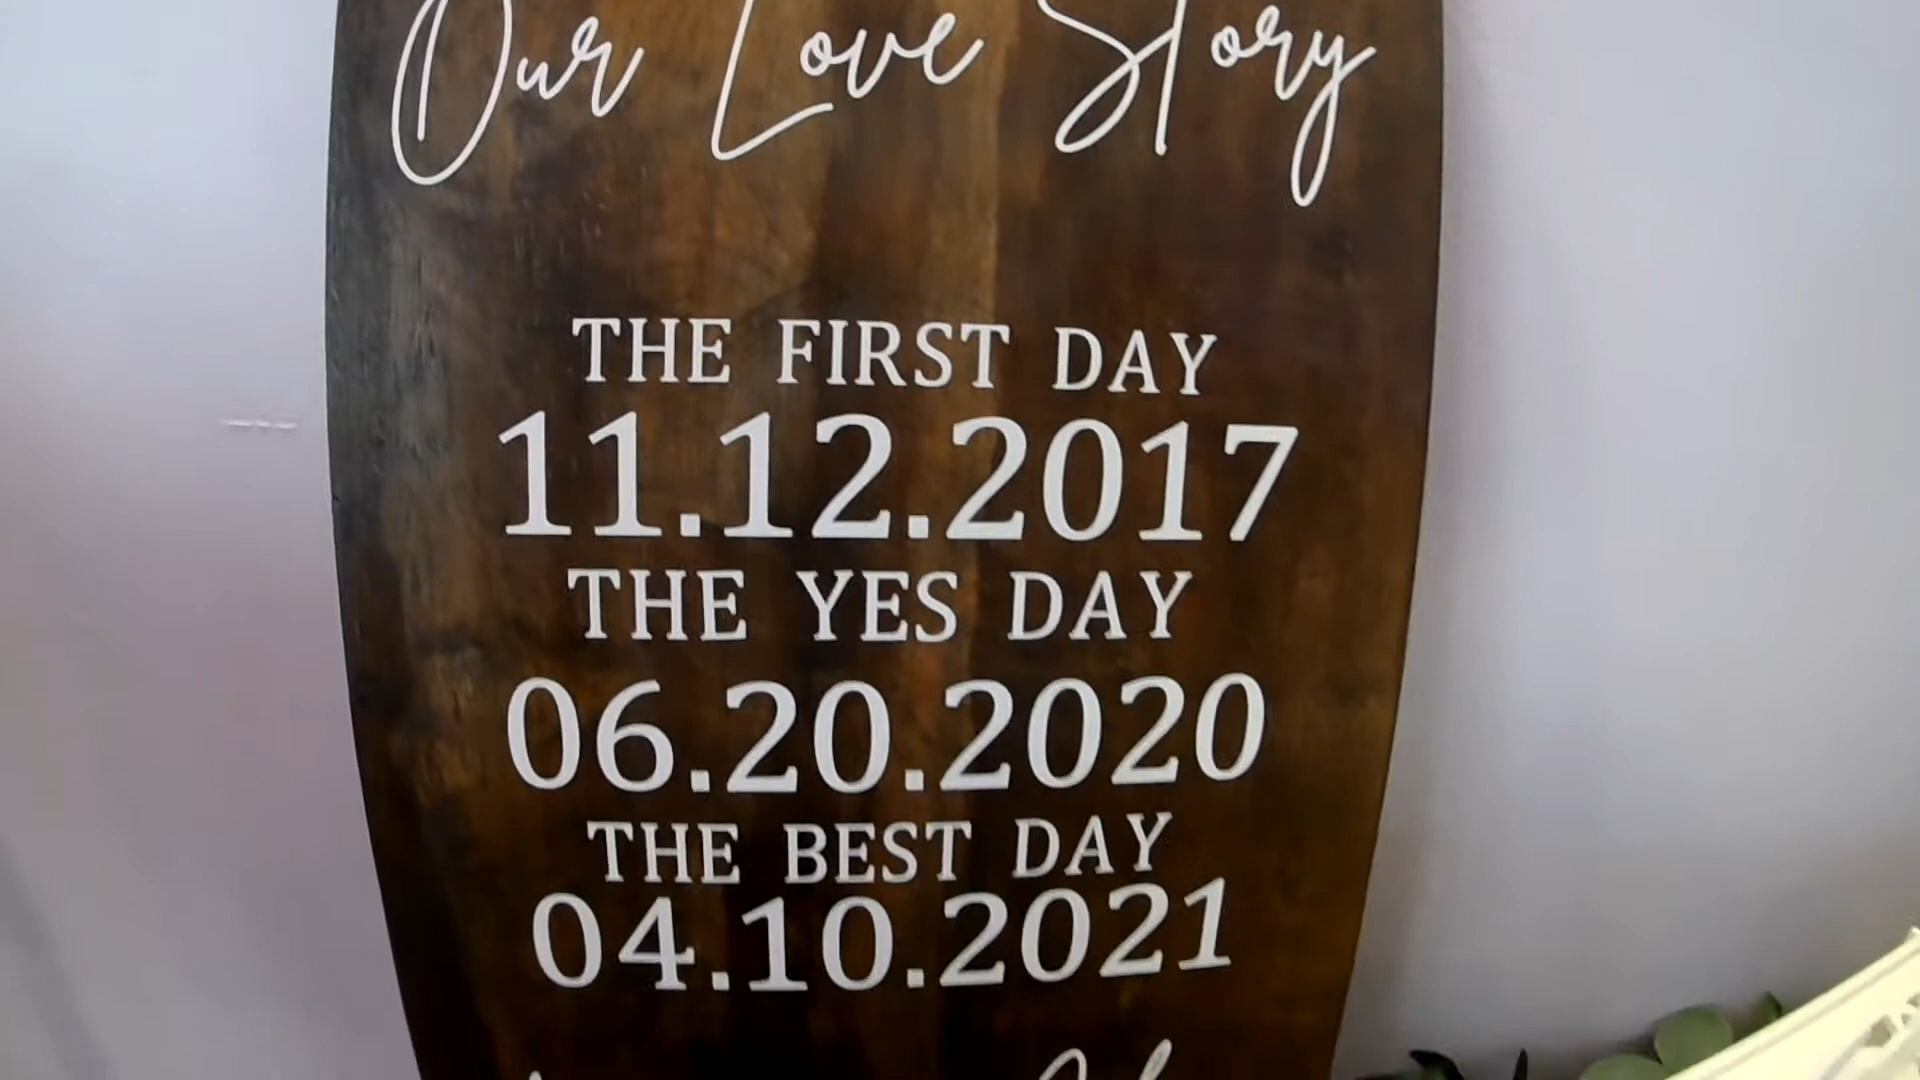 Our Love Story
THE FIRST DAY
11.12.2017
THE YES DAY
06.20.2020
THE BEST DAY
04.10.2021